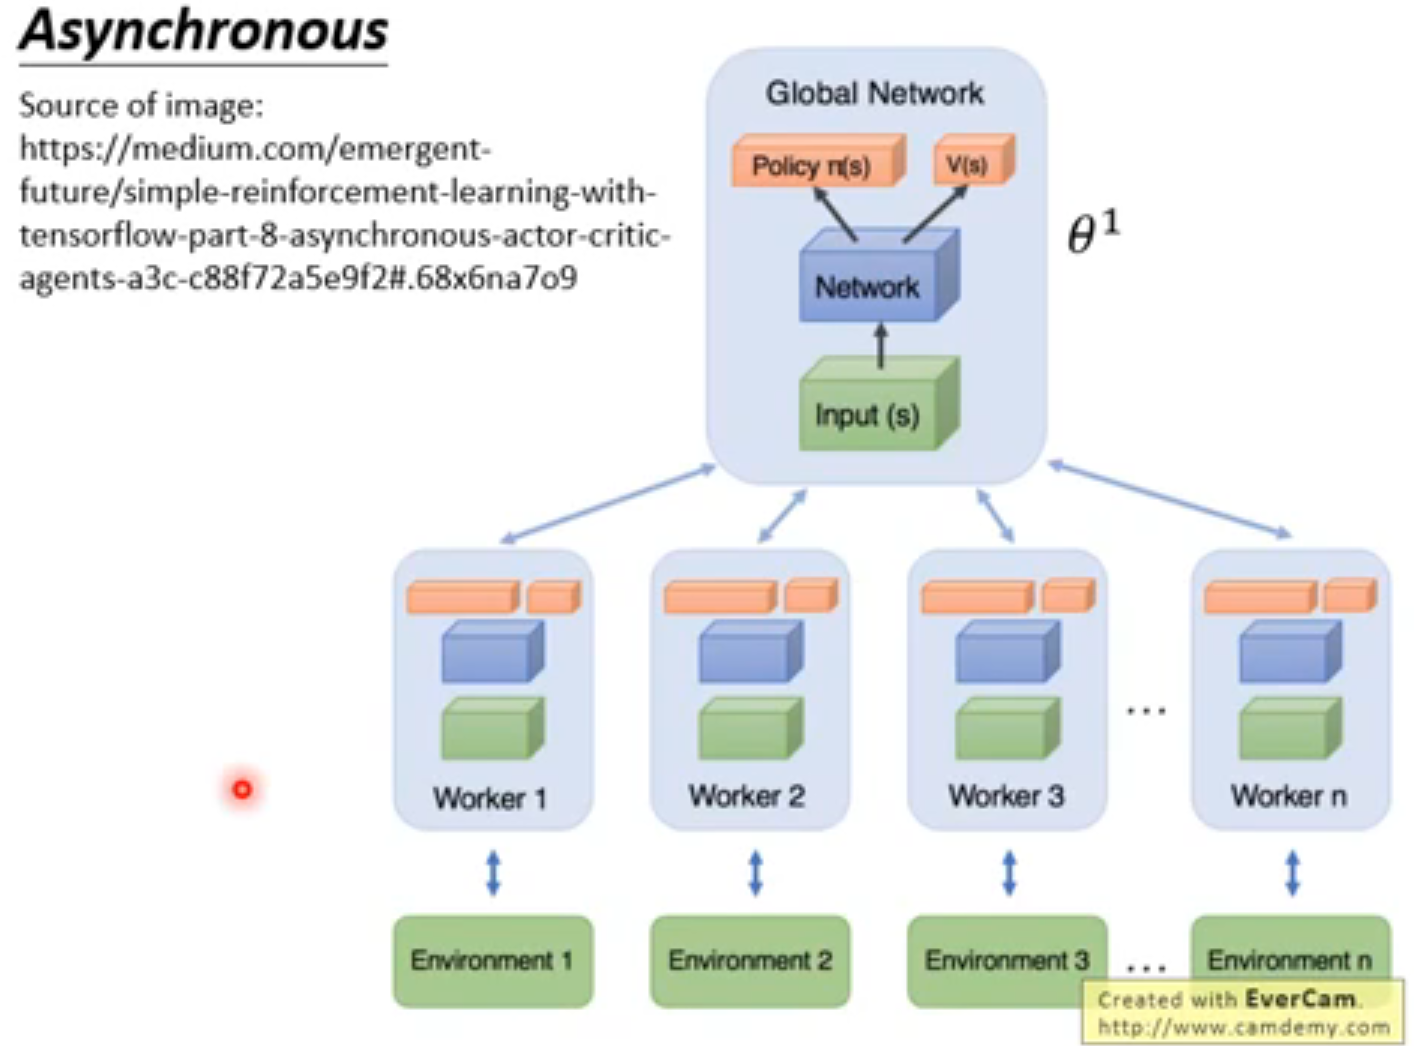 Asynchronous
Source of image:
https://medium.com/emergent-
future/simple-reinforcement-learning-with-
tensorflow-part-8-asynchronous-actor-critic-
agents-a3c-c88f72a5e9f2#.68x6na7o9
Global Network
Policy π(s)
V(s)
θ¹
Network
Input (s)
...
Worker 1
Worker 2
Worker 3
Worker n
Environment 1
Environment 2
Environment 3
...
Environment n
Created with EverCam.
http://www.camdemy.com